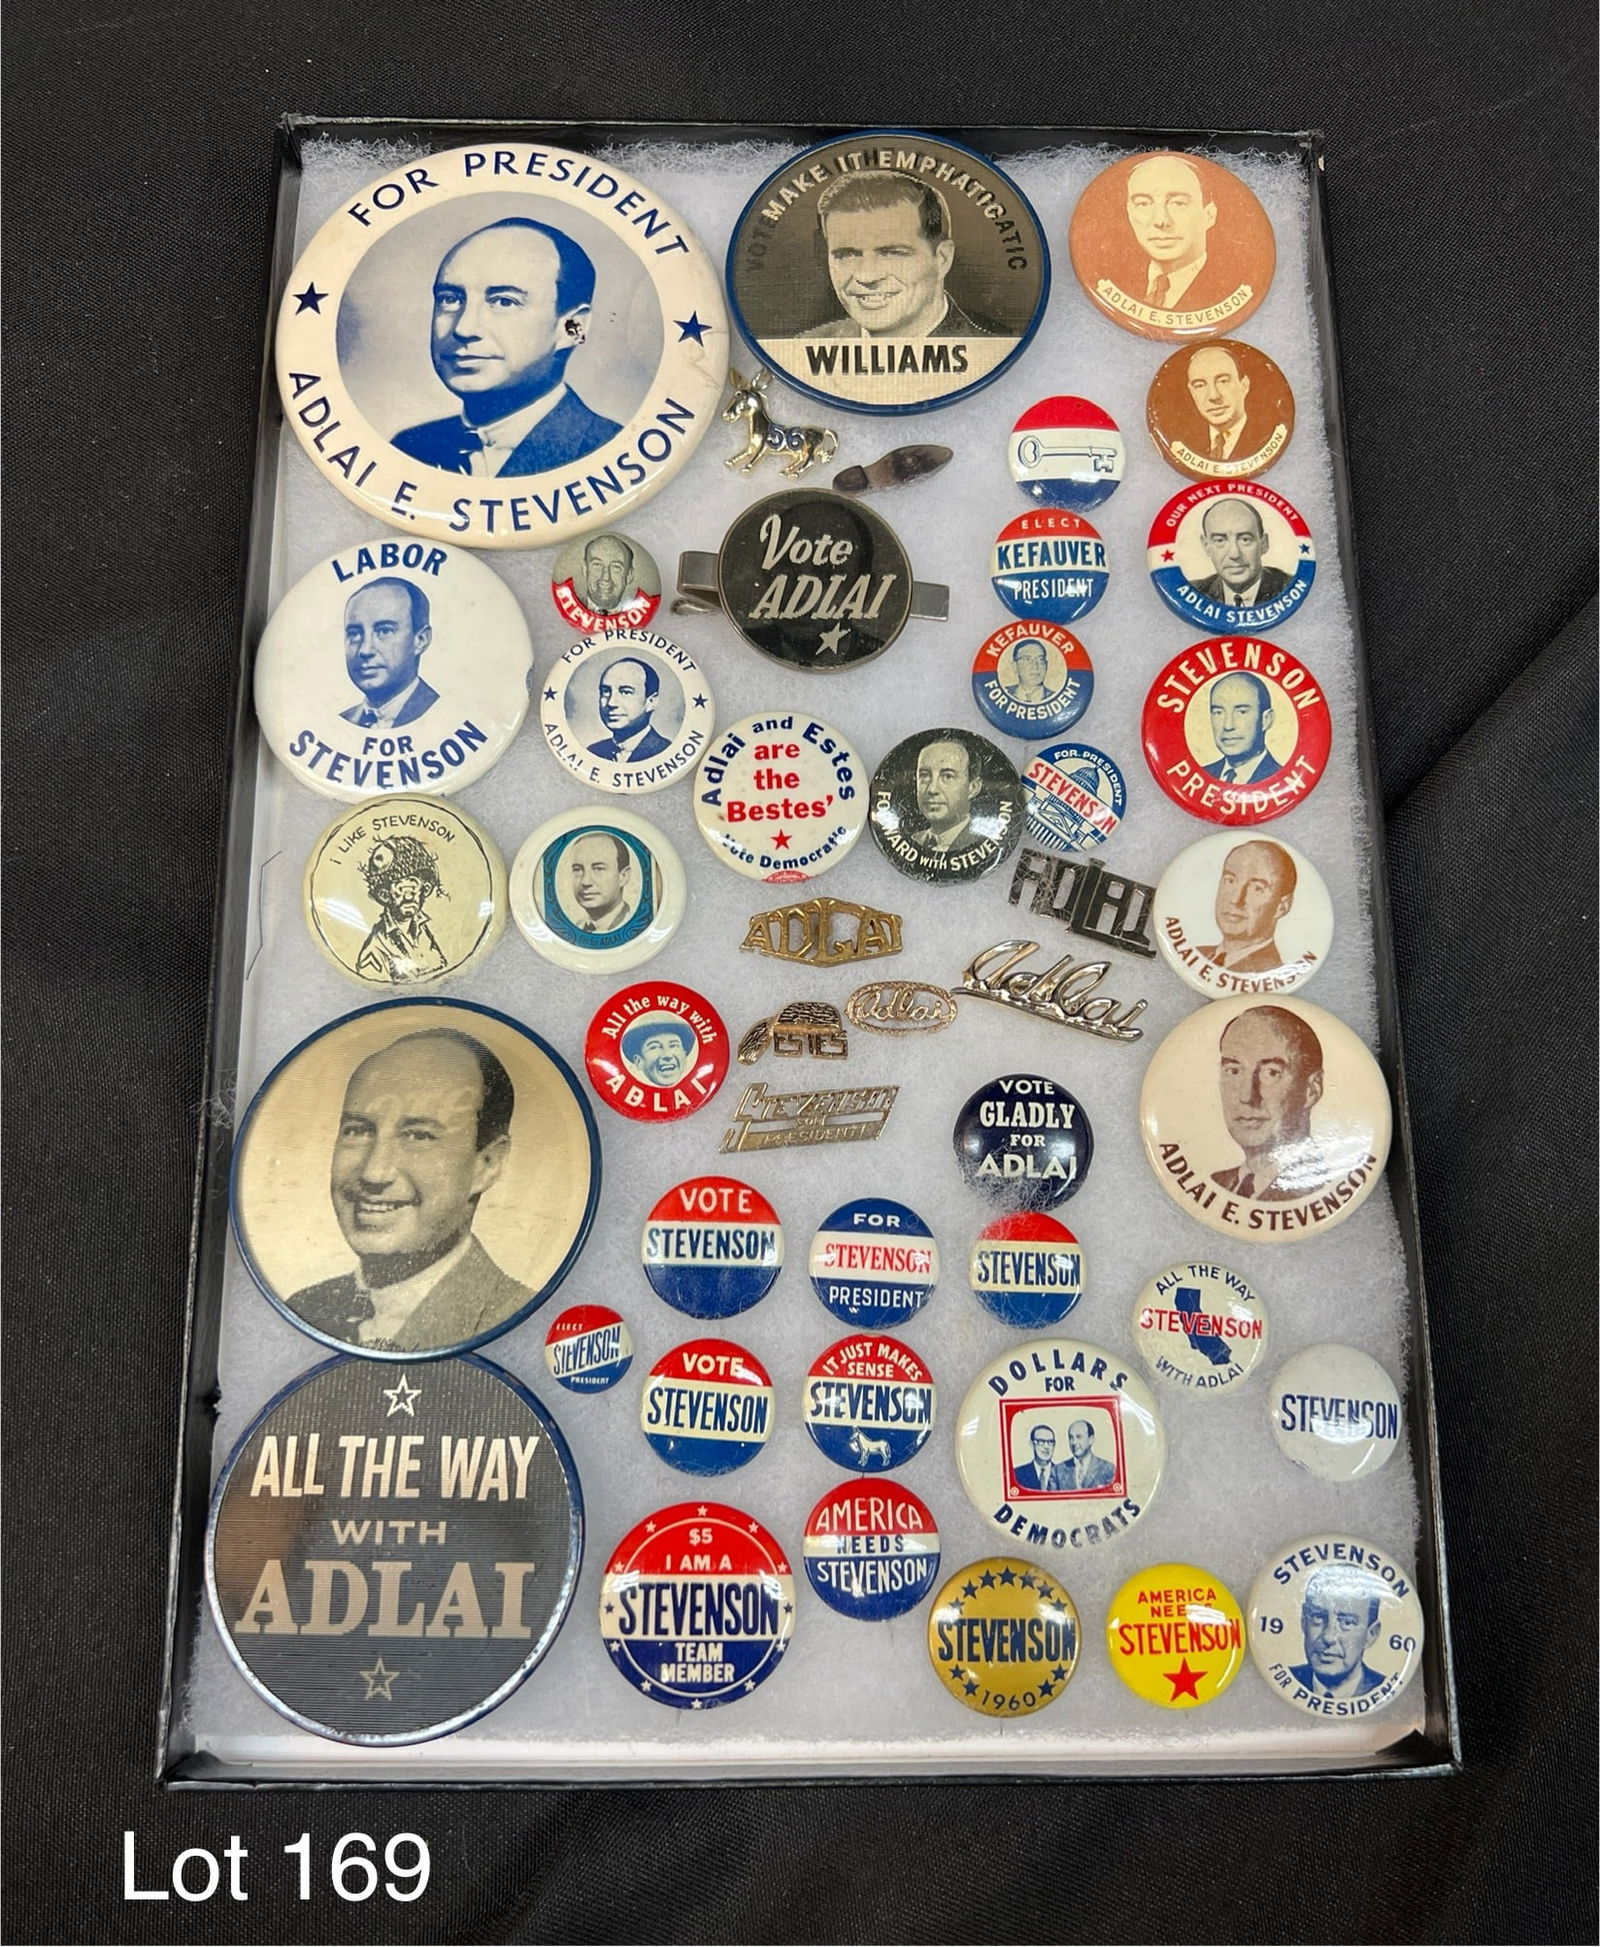 FOR PRESIDENT
ADLAI E. STEVENSON
VOTE
MAKE IT EMPHATIC
WILLIAMS
ADLAI E. STEVENSON
ADLAI E. STEVENSON
56
LABOR
FOR
STEVENSON
STEVENSON
Vote
ADLAI
ELECT
KEFAUVER
PRESIDENT
OUR NEXT PRESIDENT
ADLAI STEVENSON
FOR PRESIDENT
ADLAI E. STEVENSON
KEFAUVER
FOR PRESIDENT
STEVENSON
PRESIDENT
Adlai and Estes
are
the
Bestes'
Vote Democratic
FORWARD WITH STEVENSON
FOR PRESIDENT
STEVENSON
I LIKE STEVENSON
I'm for ADLAI
ADLAI
ADLAI
ADLAI E. STEVENSON
Adlai
Adlai
ESTES
All the way with
ADLAI
STEVENSON
FOR
PRESIDENT
VOTE
GLADLY
FOR
ADLAI
ADLAI E. STEVENSON
VOTE
STEVENSON
FOR
STEVENSON
PRESIDENT
STEVENSON
ALL THE WAY
STEVENSON
WITH ADLAI
ELECT
STEVENSON
PRESIDENT
VOTE
STEVENSON
IT JUST MAKES
SENSE
STEVENSON
DOLLARS
FOR
DEMOCRATS
STEVENSON
ALL THE WAY
WITH
ADLAI
$5
I AM A
STEVENSON
TEAM
MEMBER
AMERICA
NEEDS
STEVENSON
STEVENSON
1960
AMERICA
NEEDS
STEVENSON
STEVENSON
19 60
FOR PRESIDENT
Lot 169